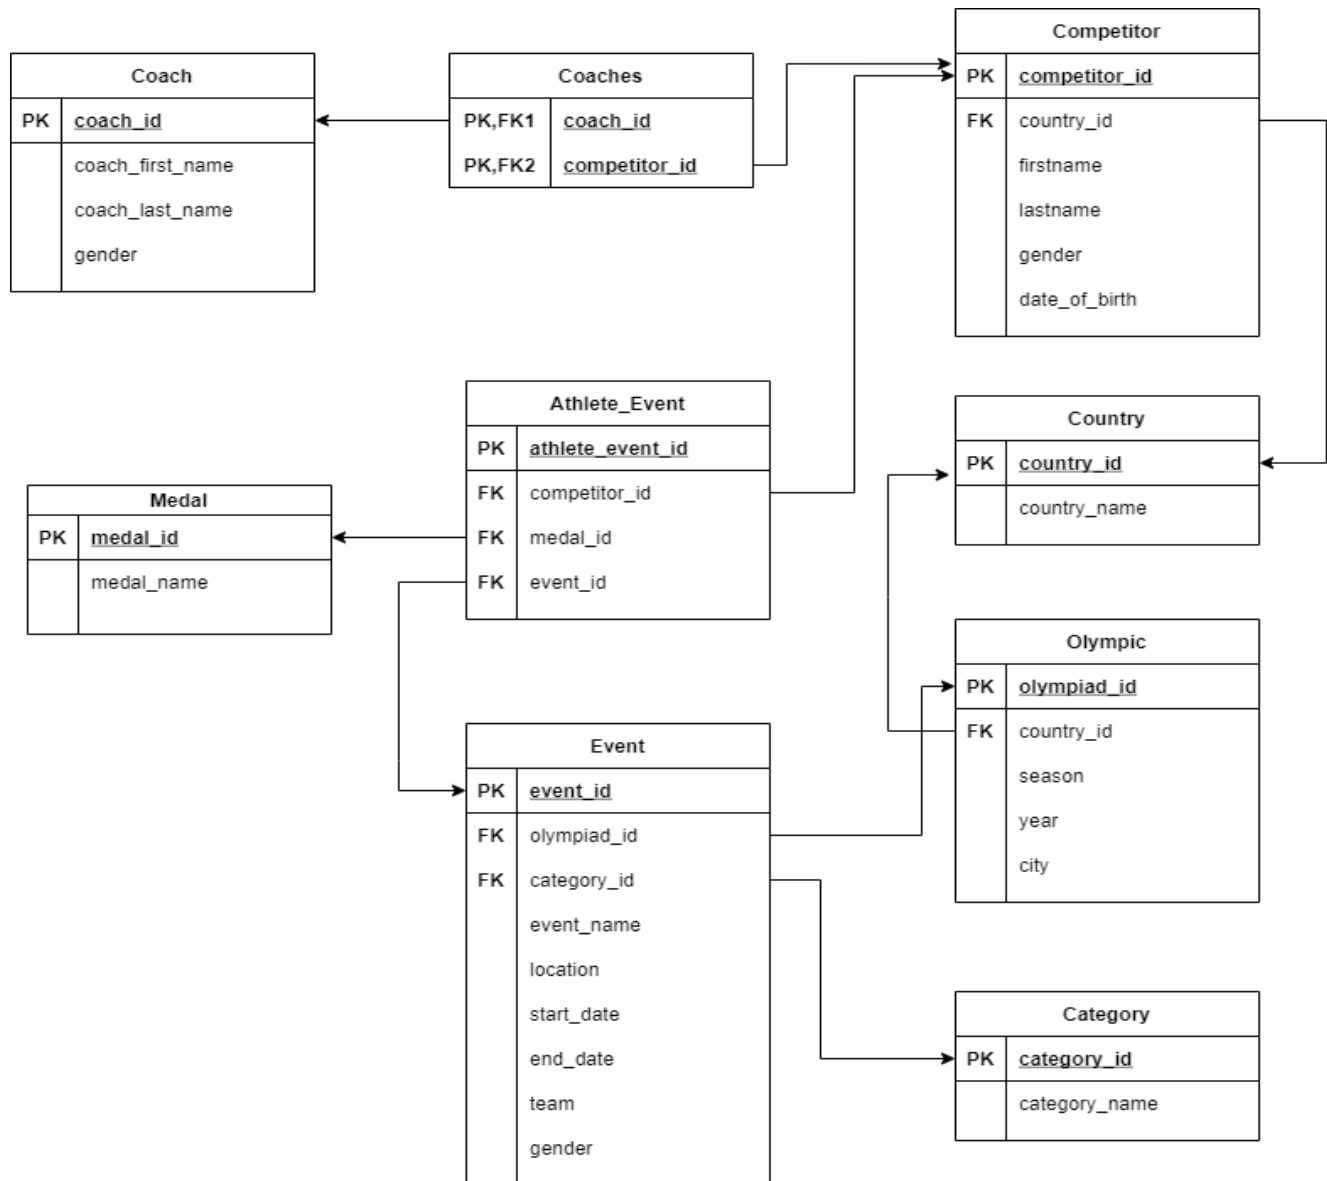 Coach
PK coach_id
coach_first_name
coach_last_name
gender
Coaches
PK,FK1 coach_id
PK,FK2 competitor_id
Competitor
PK competitor_id
FK country_id
firstname
lastname
gender
date_of_birth
Athlete_Event
PK athlete_event_id
FK competitor_id
FK medal_id
FK event_id
Medal
PK medal_id
medal_name
Country
PK country_id
country_name
Olympic
PK olympiad_id
FK country_id
season
year
city
Event
PK event_id
FK olympiad_id
FK category_id
event_name
location
start_date
end_date
team
gender
Category
PK category_id
category_name